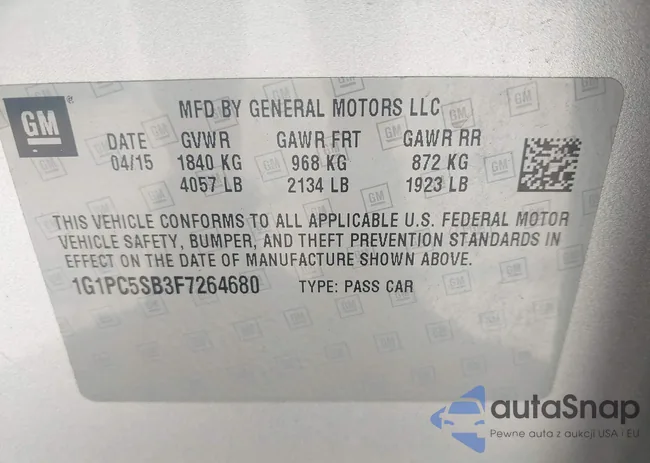 GM
MFD BY GENERAL MOTORS LLC
DATE GVWR GAWR FRT GAWR RR
04/15 1840 KG 968 KG 872 KG
4057 LB 2134 LB 1923 LB
THIS VEHICLE CONFORMS TO ALL APPLICABLE U.S. FEDERAL MOTOR
VEHICLE SAFETY, BUMPER, AND THEFT PREVENTION STANDARDS IN
EFFECT ON THE DATE OF MANUFACTURE SHOWN ABOVE.
1G1PC5SB3F7264680 TYPE: PASS CAR
autaSnap
Pewne auta z aukcji USA i EU